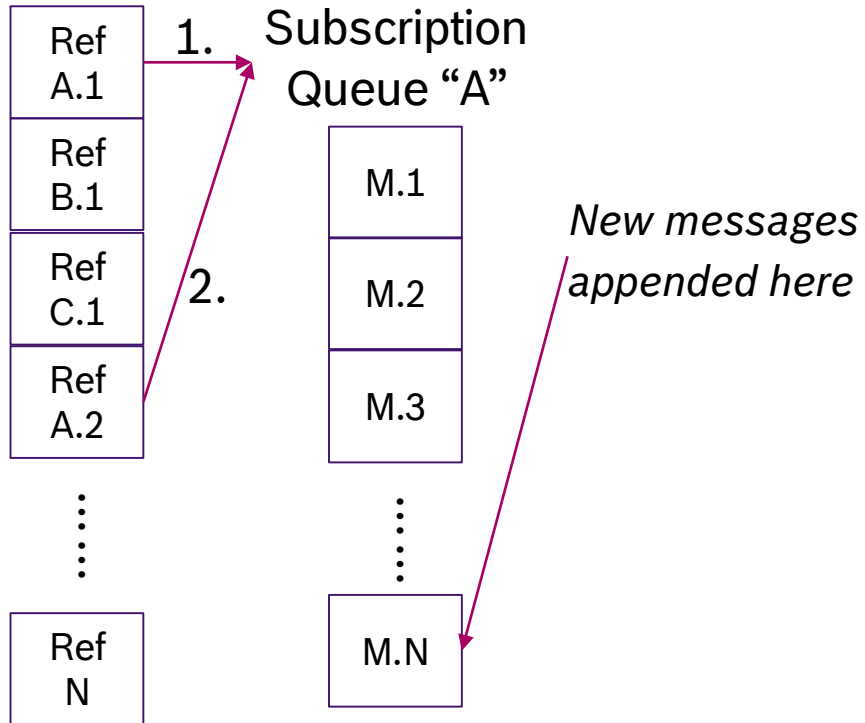 Ref
A.1
Ref
B.1
Ref
C.1
Ref
A.2
Ref
N
1.
2.
Subscription
Queue “A”
M.1
M.2
M.3
M.N
New messages
appended here